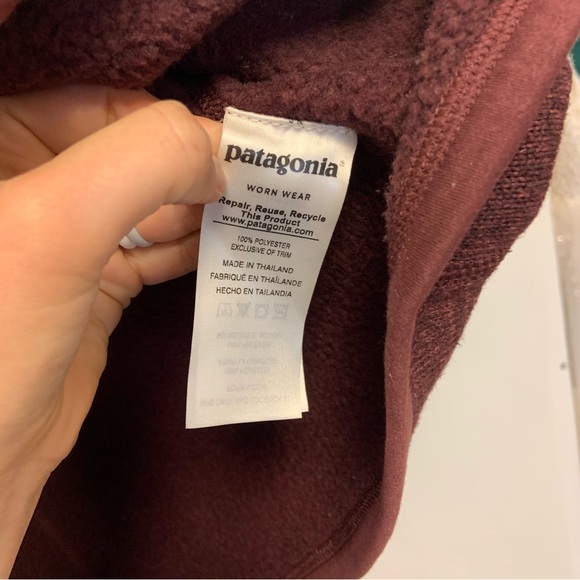 patagonia®
WORN WEAR
Repair, Reuse, Recycle
This Product
www.patagonia.com
100% POLYESTER
EXCLUSIVE OF TRIM
MADE IN THAILAND
FABRIQUÉ EN THAÏLANDE
HECHO EN TAILANDIA